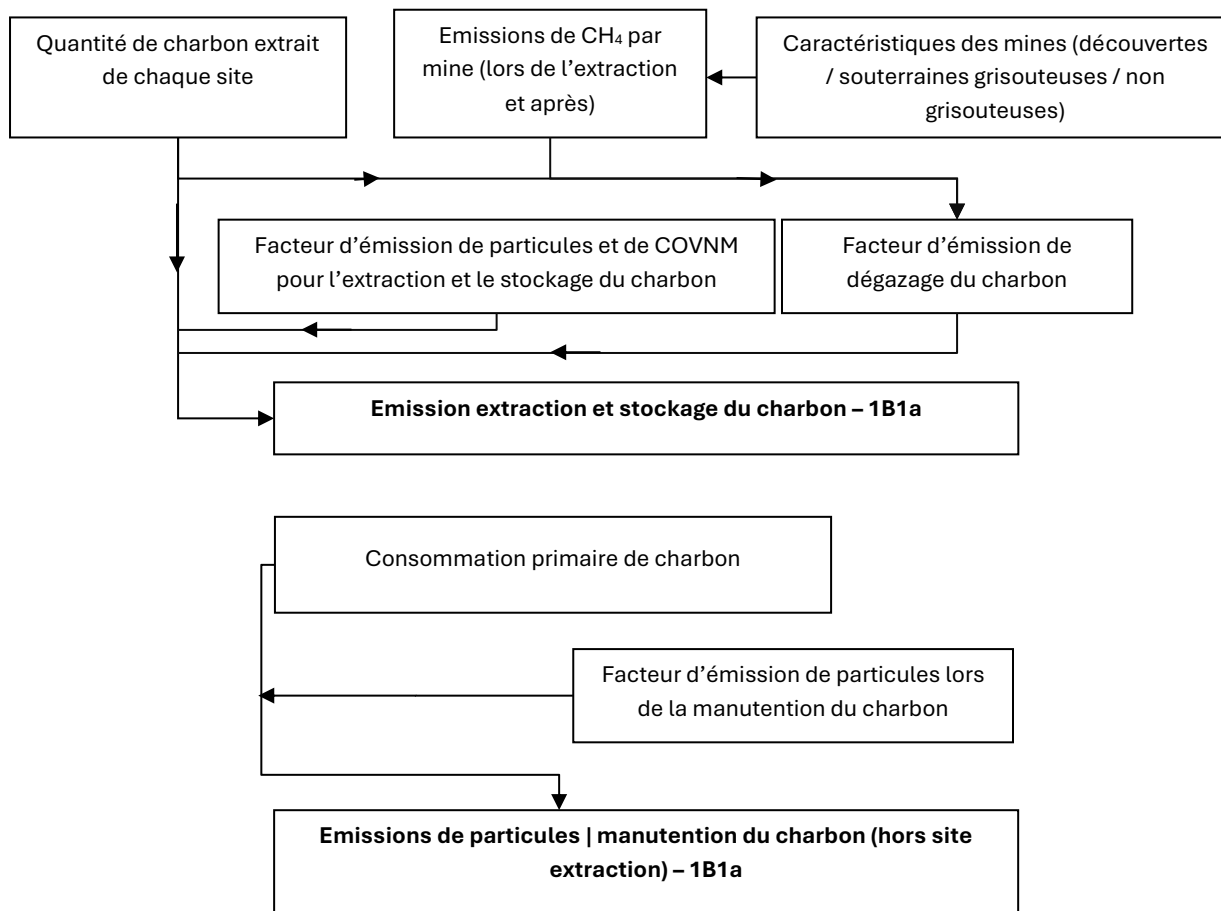 Quantité de charbon extrait
de chaque site
Emissions de CH₄ par
mine (lors de l’extraction
et après)
Caractéristiques des mines (découvertes
/ souterraines grisouteuses / non
grisouteuses)
Facteur d’émission de particules et de COVNM
pour l’extraction et le stockage du charbon
Facteur d’émission de
dégazage du charbon
Emission extraction et stockage du charbon – 1B1a
Consommation primaire de charbon
Facteur d’émission de particules lors
de la manutention du charbon
Emissions de particules | manutention du charbon (hors site
extraction) – 1B1a